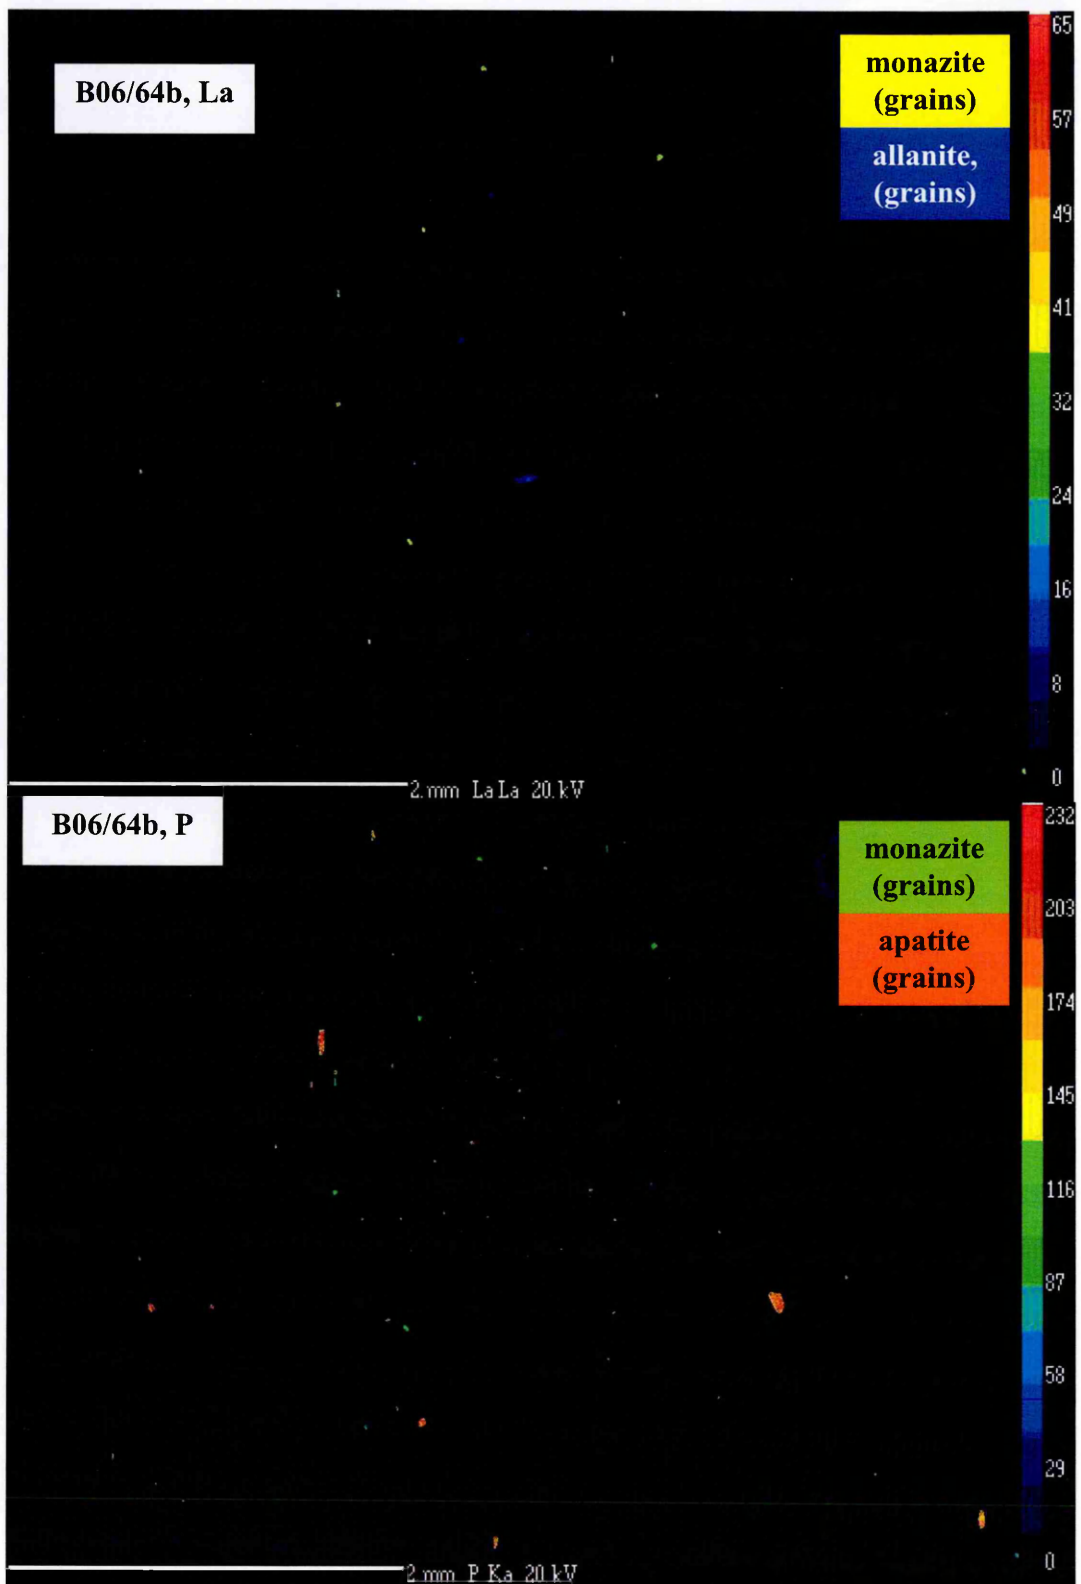 B06/64b, La
monazite
(grains)
allanite,
(grains)
65
57
49
41
32
24
16
8
0
2 mm La La 20 kV
B06/64b, P
monazite
(grains)
apatite
(grains)
232
203
174
145
116
87
58
29
0
2 mm P Ka 20 kV